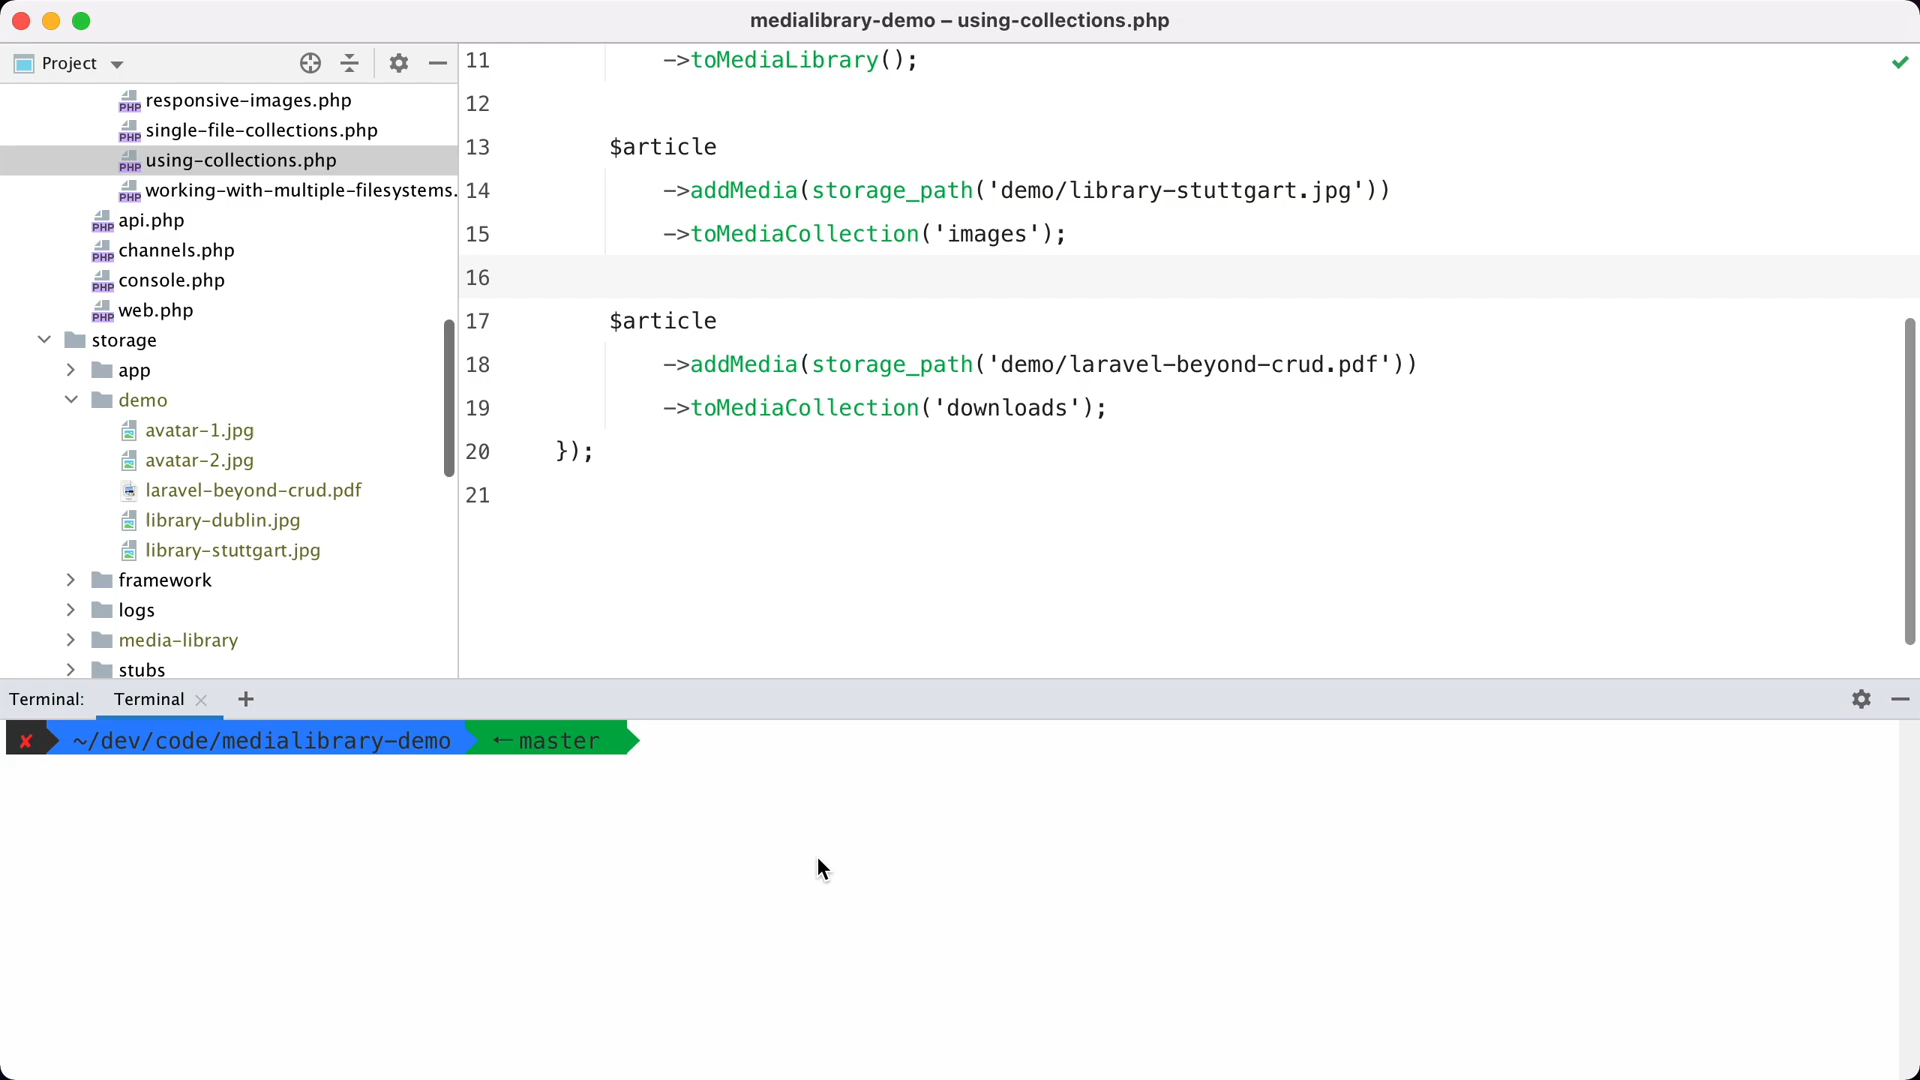 medialibrary-demo – using-collections.php
Project
responsive-images.php
single-file-collections.php
using-collections.php
working-with-multiple-filesystems.
api.php
channels.php
console.php
web.php
storage
app
demo
avatar-1.jpg
avatar-2.jpg
laravel-beyond-crud.pdf
library-dublin.jpg
library-stuttgart.jpg
framework
logs
media-library
stubs
11 ->toMediaLibrary();
12
13 $article
14 ->addMedia(storage_path('demo/library-stuttgart.jpg'))
15 ->toMediaCollection('images');
16
17 $article
18 ->addMedia(storage_path('demo/laravel-beyond-crud.pdf'))
19 ->toMediaCollection('downloads');
20 });
21
Terminal: Terminal
✘ ~/dev/code/medialibrary-demo ← master